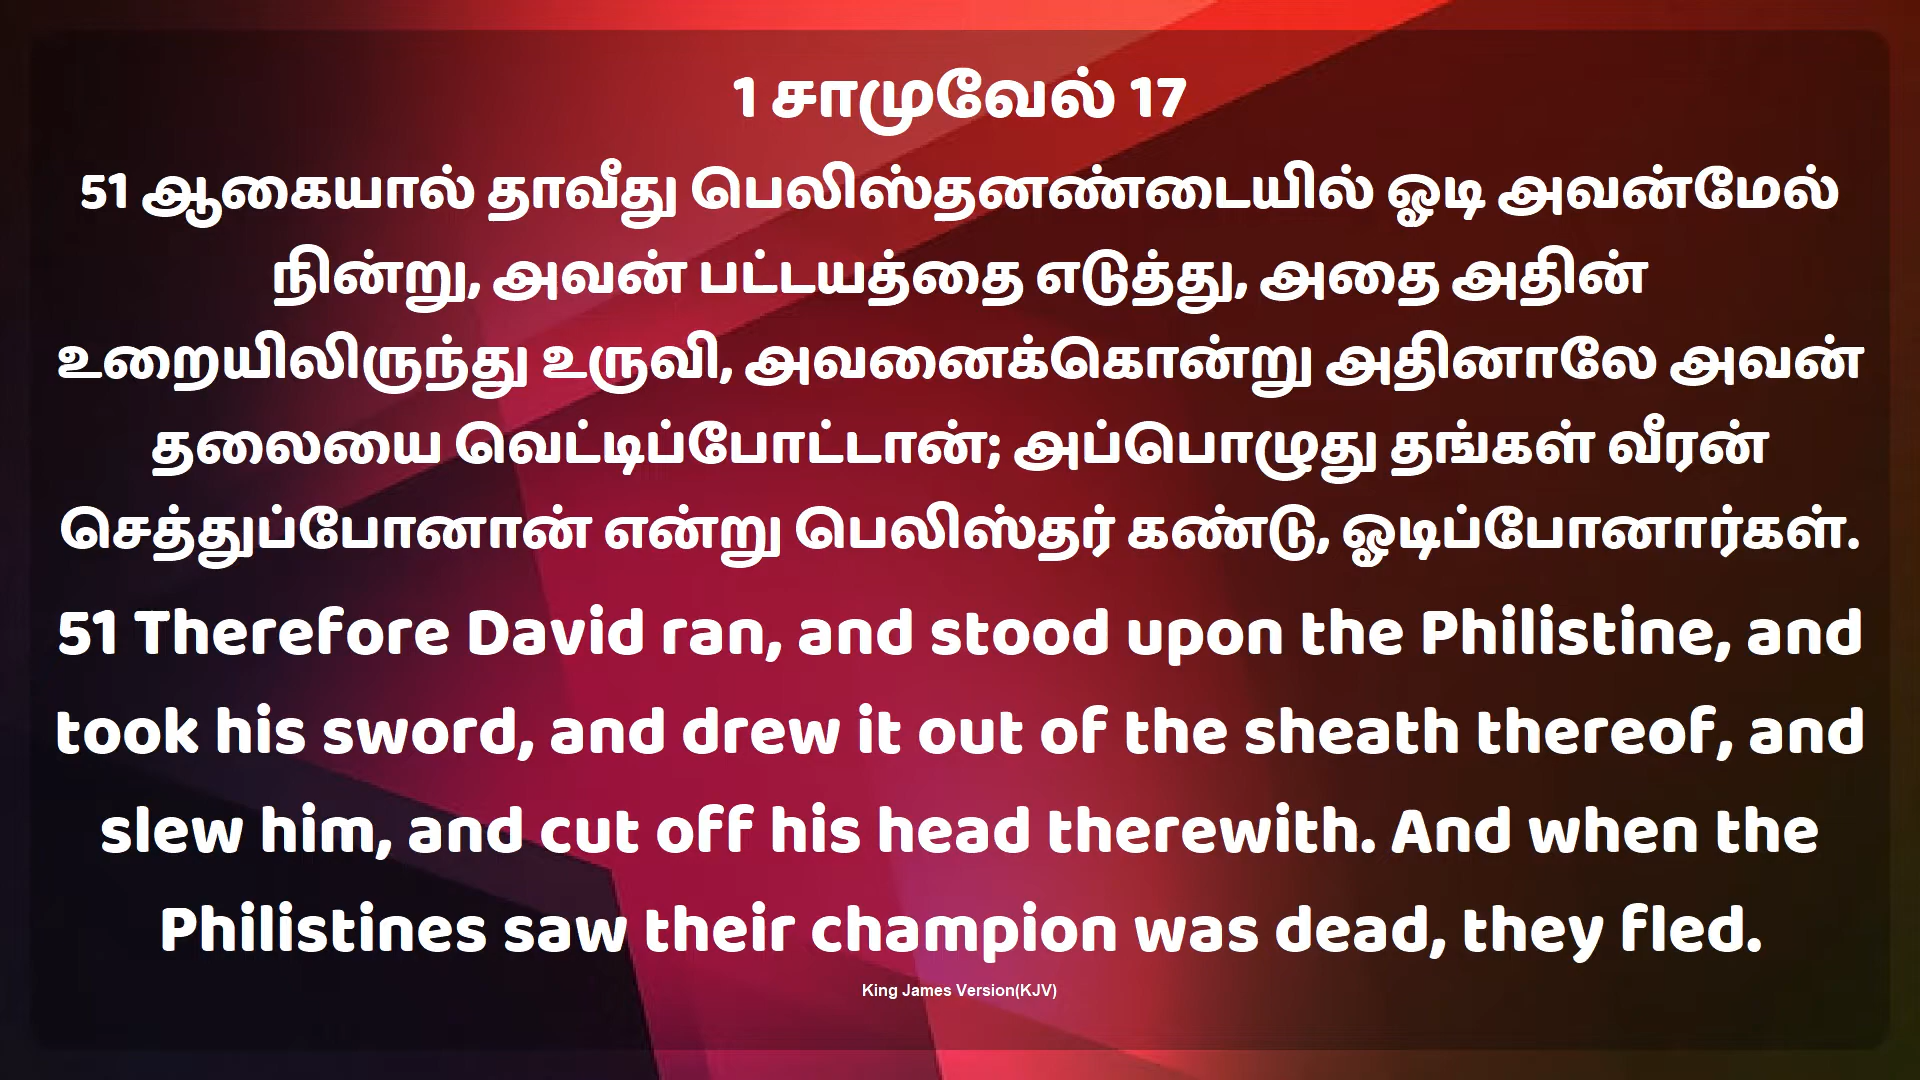 1 சாமுவேல் 17
51 ஆகையால் தாவீது பெலிஸ்தனண்டையில் ஓடி அவன்மேல்
நின்று, அவன் பட்டயத்தை எடுத்து, அதை அதின்
உறையிலிருந்து உருவி, அவனைக்கொன்று அதினாலே அவன்
தலையை வெட்டிப்போட்டான்; அப்பொழுது தங்கள் வீரன்
செத்துப்போனான் என்று பெலிஸ்தர் கண்டு, ஓடிப்போனார்கள்.
51 Therefore David ran, and stood upon the Philistine, and
took his sword, and drew it out of the sheath thereof, and
slew him, and cut off his head therewith. And when the
Philistines saw their champion was dead, they fled.
King James Version(KJV)